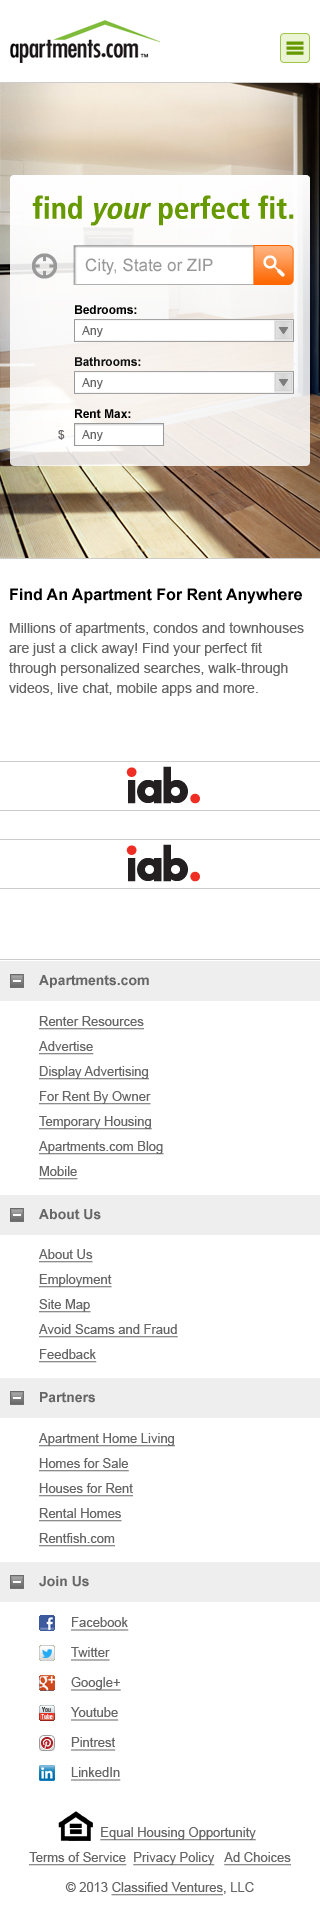 apartments.com™
find your perfect fit.
City, State or ZIP
Bedrooms:
Any
Bathrooms:
Any
Rent Max:
$ Any
Find An Apartment For Rent Anywhere
Millions of apartments, condos and townhouses
are just a click away! Find your perfect fit
through personalized searches, walk-through
videos, live chat, mobile apps and more.
iab.
iab.
Apartments.com
Renter Resources
Advertise
Display Advertising
For Rent By Owner
Temporary Housing
Apartments.com Blog
Mobile
About Us
About Us
Employment
Site Map
Avoid Scams and Fraud
Feedback
Partners
Apartment Home Living
Homes for Sale
Houses for Rent
Rental Homes
Rentfish.com
Join Us
Facebook
Twitter
Google+
You Tube Youtube
Pintrest
in LinkedIn
Equal Housing Opportunity
Terms of Service Privacy Policy Ad Choices
© 2013 Classified Ventures, LLC